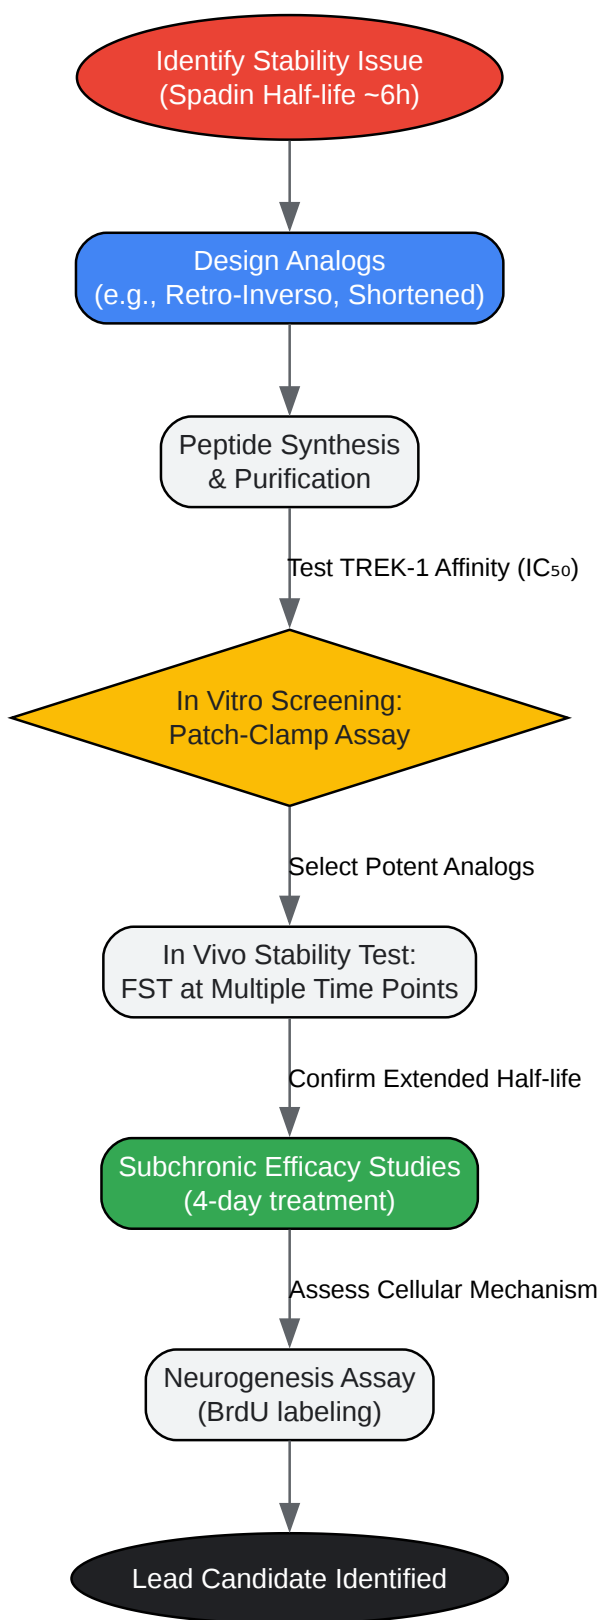 Identify Stability Issue
(Spadin Half-life ~6h)
Design Analogs
(e.g., Retro-Inverso, Shortened)
Peptide Synthesis
& Purification
Test TREK-1 Affinity (IC₅₀)
In Vitro Screening:
Patch-Clamp Assay
Select Potent Analogs
In Vivo Stability Test:
FST at Multiple Time Points
Confirm Extended Half-life
Subchronic Efficacy Studies
(4-day treatment)
Assess Cellular Mechanism
Neurogenesis Assay
(BrdU labeling)
Lead Candidate Identified